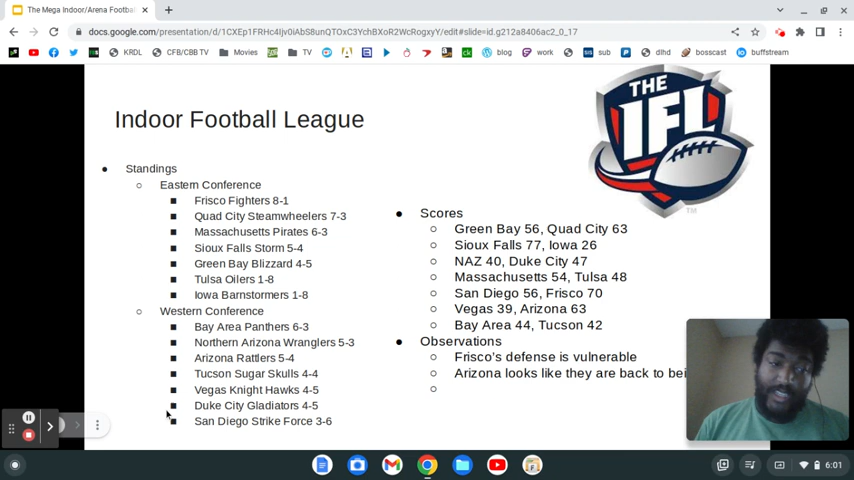 The Mega Indoor/Arena Footba
docs.google.com/presentation/d/1CXEp1FRHc4Ijv0iAbS8unQTOxC3YchBXoR2WcRogxyY/edit#slide=id.g212a8406ac2_0_17
KRDL
CFB/CBB TV
Movies
TV
blog
work
sub
dlhd
bosscast
buffstream
Indoor Football League
THE
IFL
TM
Standings
Eastern Conference
Frisco Fighters 8-1
Quad City Steamwheelers 7-3
Massachusetts Pirates 6-3
Sioux Falls Storm 5-4
Green Bay Blizzard 4-5
Tulsa Oilers 1-8
Iowa Barnstormers 1-8
Western Conference
Bay Area Panthers 6-3
Northern Arizona Wranglers 5-3
Arizona Rattlers 5-4
Tucson Sugar Skulls 4-4
Vegas Knight Hawks 4-5
Duke City Gladiators 4-5
San Diego Strike Force 3-6
Scores
Green Bay 56, Quad City 63
Sioux Falls 77, Iowa 26
NAZ 40, Duke City 47
Massachusetts 54, Tulsa 48
San Diego 56, Frisco 70
Vegas 39, Arizona 63
Bay Area 44, Tucson 42
Observations
Frisco's defense is vulnerable
Arizona looks like they are back to bei
6:01